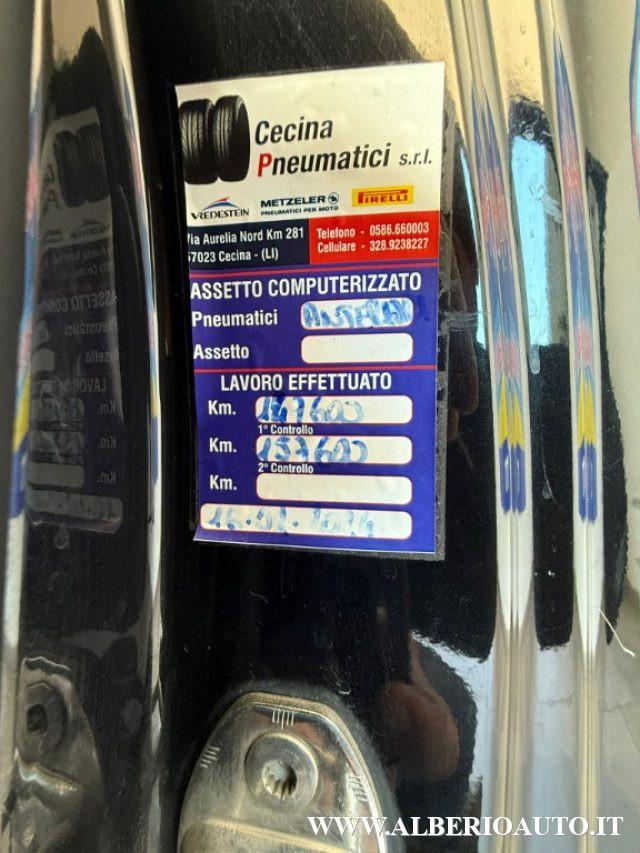 Cecina
Pneumatici s.r.l.
VREDESTEIN
METZELER
PNEUMATICI PER MOTO
PIRELLI
Via Aurelia Nord Km 281
57023 Cecina - (LI)
Telefono - 0586.660003
Cellulare - 328.9238227
ASSETTO COMPUTERIZZATO
Pneumatici
Assetto
LAVORO EFFETTUATO
Km. 147600
1° Controllo
Km. 157600
2° Controllo
Km.
WWW.ALBERIOAUTO.IT